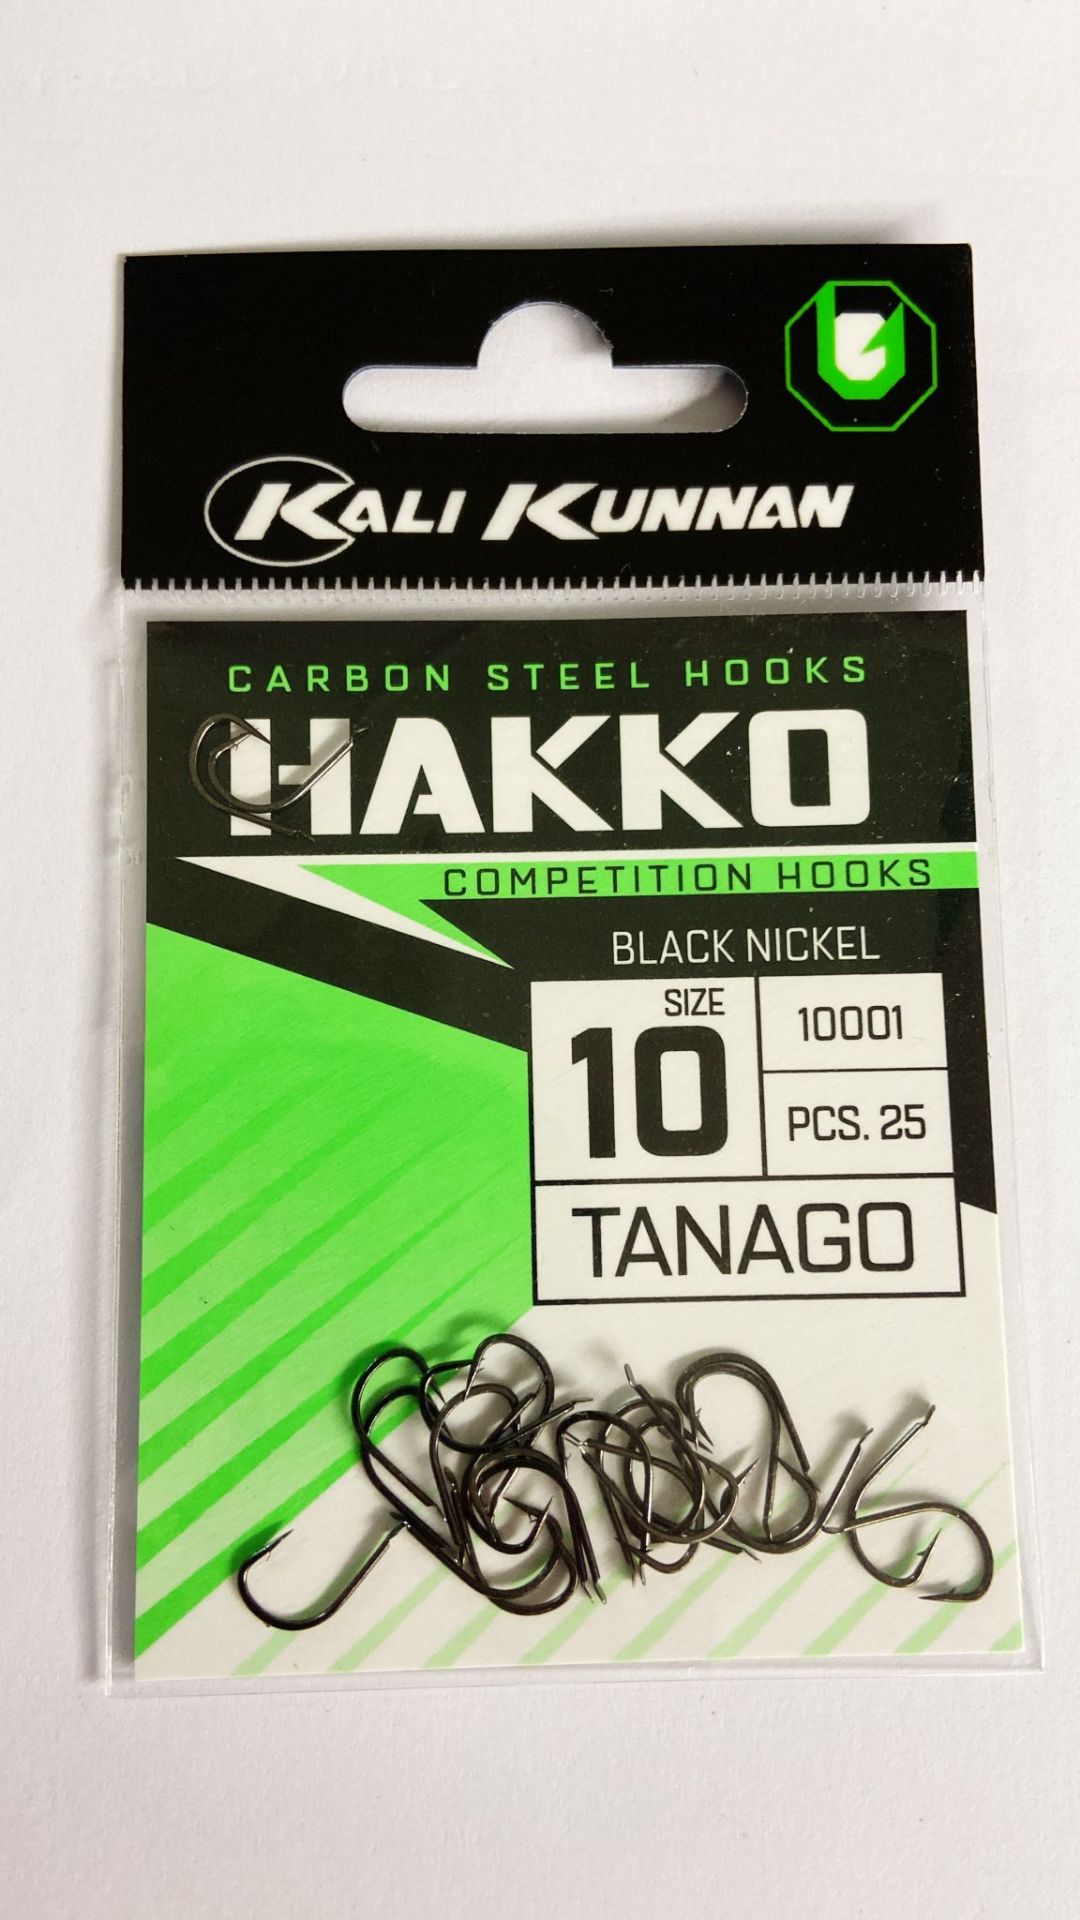 KALI KUNNAN
CARBON STEEL HOOKS
HAKKO
COMPETITION HOOKS
BLACK NICKEL
SIZE
10
10001
PCS. 25
TANAGO